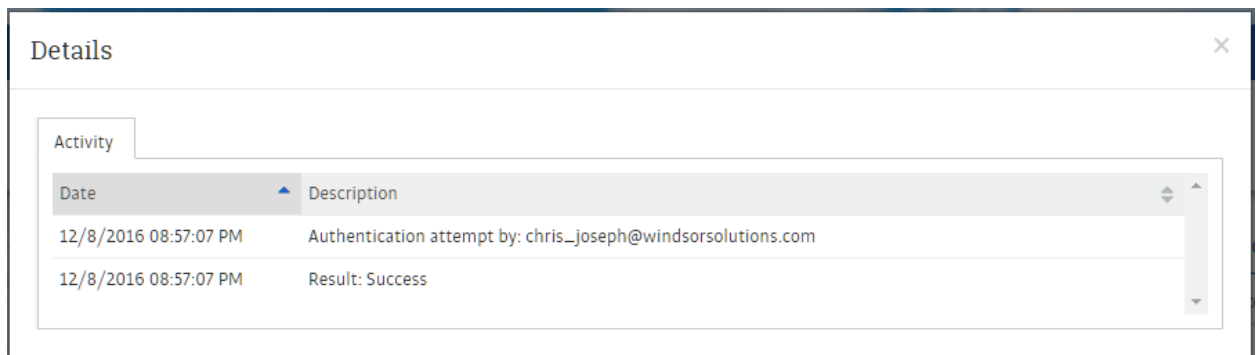 Details
Activity
Date Description
12/8/2016 08:57:07 PM Authentication attempt by: chris_joseph@windsorsolutions.com
12/8/2016 08:57:07 PM Result: Success